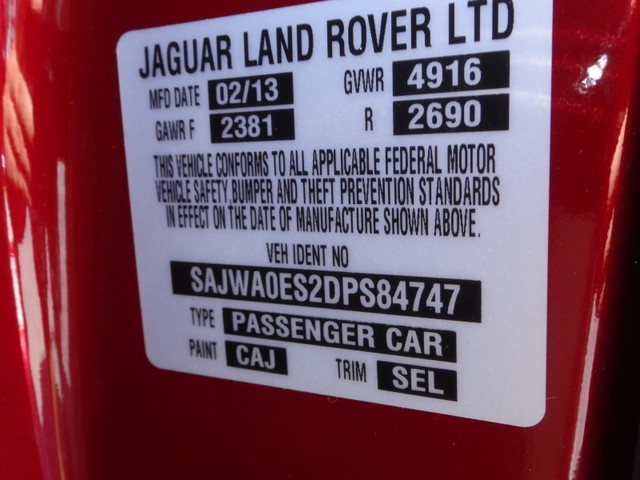 JAGUAR LAND ROVER LTD
MFD DATE 02/13 GVWR 4916
GAWR F 2381 R 2690
THIS VEHICLE CONFORMS TO ALL APPLICABLE FEDERAL MOTOR
VEHICLE SAFETY, BUMPER AND THEFT PREVENTION STANDARDS
IN EFFECT ON THE DATE OF MANUFACTURE SHOWN ABOVE.
VEH IDENT NO
SAJWA0ES2DPS84747
TYPE PASSENGER CAR
PAINT CAJ TRIM SEL